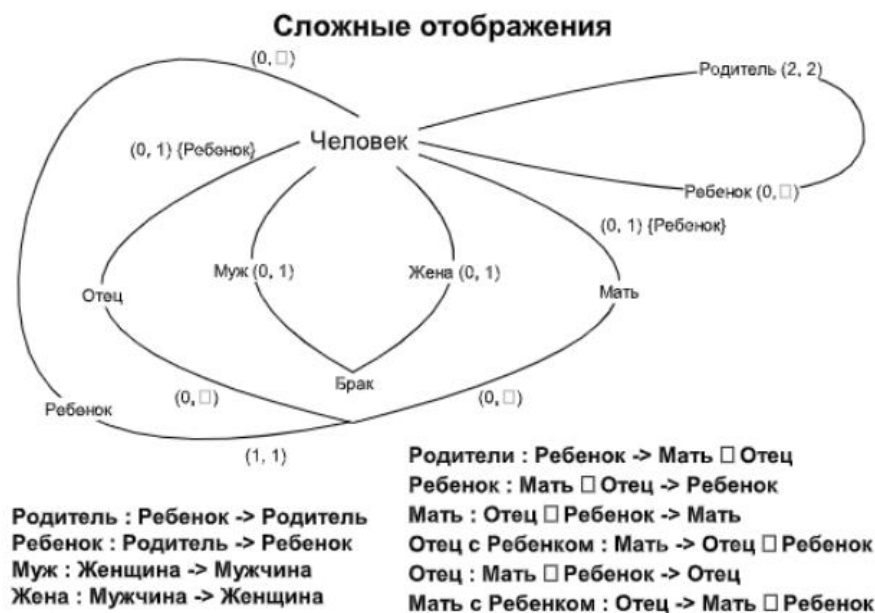 Сложные отображения
(0, □)
Родитель (2, 2)
Человек
(0, 1) {Ребенок}
Ребенок (0, □)
(0, 1) {Ребенок}
Муж (0, 1)
Жена (0, 1)
Отец
Мать
Брак
(0, □)
(0, □)
Ребенок
(1, 1)
Родители : Ребенок -> Мать □ Отец
Ребенок : Мать □ Отец -> Ребенок
Мать : Отец □ Ребенок -> Мать
Отец с Ребенком : Мать -> Отец □ Ребенок
Отец : Мать □ Ребенок -> Отец
Мать с Ребенком : Отец -> Мать □ Ребенок
Родитель : Ребенок -> Родитель
Ребенок : Родитель -> Ребенок
Муж : Женщина -> Мужчина
Жена : Мужчина -> Женщина